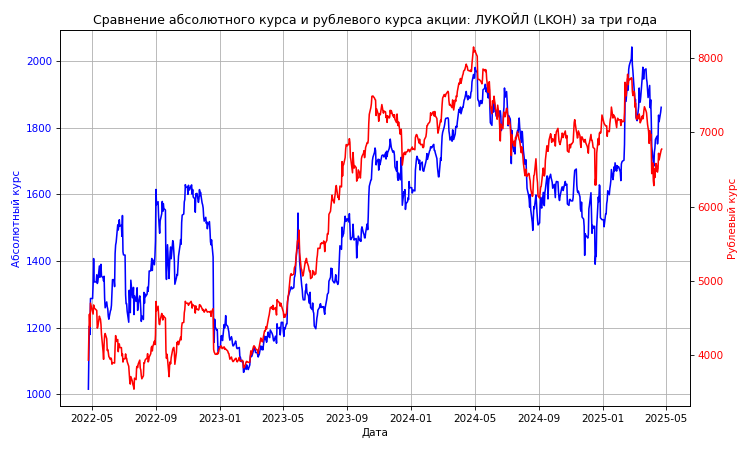 Сравнение абсолютного курса и рублевого курса акции: ЛУКОЙЛ (LKOH) за три года
Абсолютный курс
2000
1800
1600
1400
1200
1000
8000
7000
6000
5000
4000
Рублевый курс
2022-05 2022-09 2023-01 2023-05 2023-09 2024-01 2024-05 2024-09 2025-01 2025-05
Дата